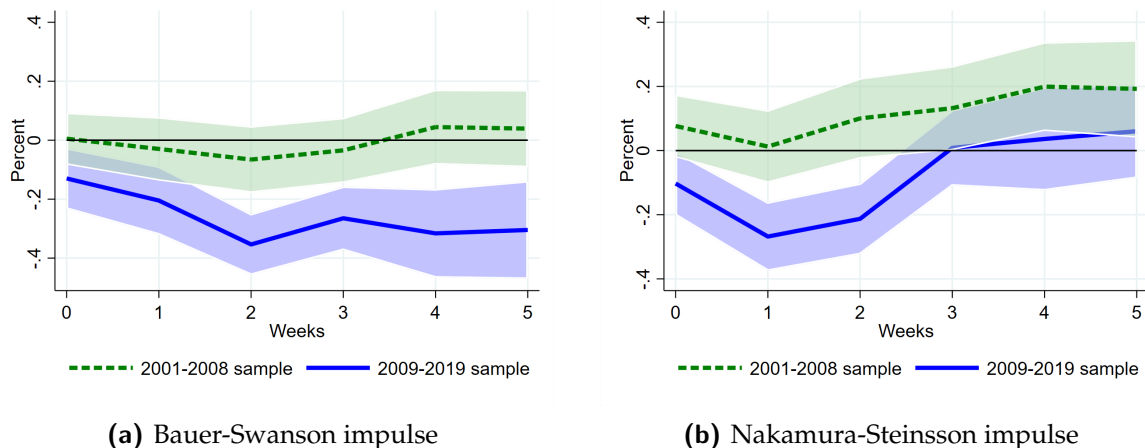 .4
.2
0
-.2
-.4
Percent
0 1 2 3 4 5
Weeks
2001-2008 sample 2009-2019 sample
(a) Bauer-Swanson impulse
.4
.2
0
-.2
-.4
Percent
0 1 2 3 4 5
Weeks
2001-2008 sample 2009-2019 sample
(b) Nakamura-Steinsson impulse